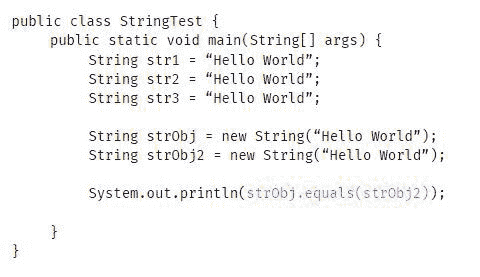 public class StringTest {
public static void main(String[] args) {
String str1 = “Hello World”;
String str2 = “Hello World”;
String str3 = “Hello World”;
String strObj = new String(“Hello World”);
String strObj2 = new String(“Hello World”);
System.out.println(strObj.equals(strObj2));
}
}